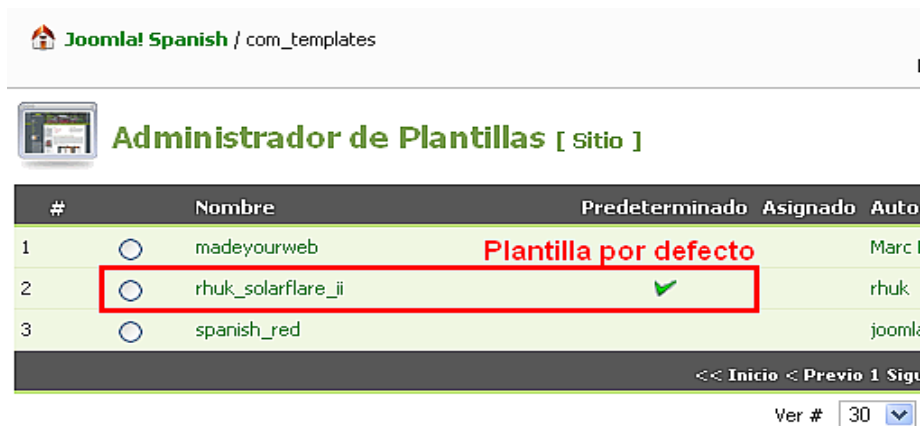 Joomla! Spanish / com_templates
Administrador de Plantillas [ Sitio ]
# Nombre Predeterminado Asignado
1 madeyourweb Plantilla por defecto Marc
2 rhuk_solarflare_ii rhuk
3 spanish_red
<< Inicio < Previo 1
Ver # 30